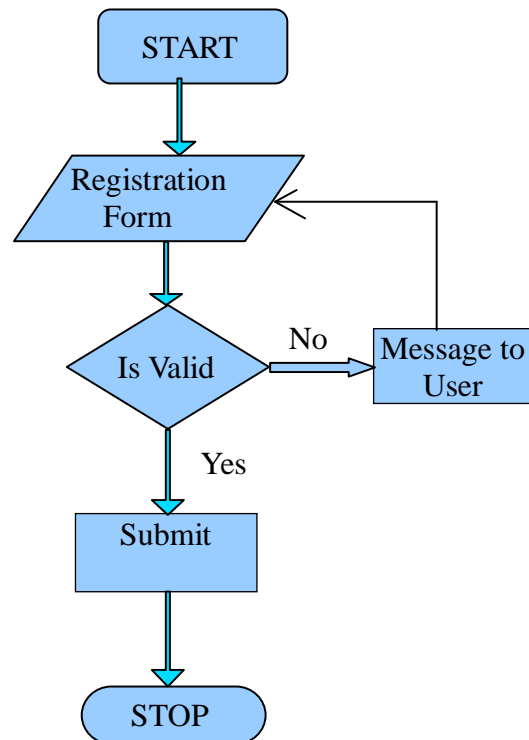 START
Registration
Form
Is Valid
No
Message to
User
Yes
Submit
STOP